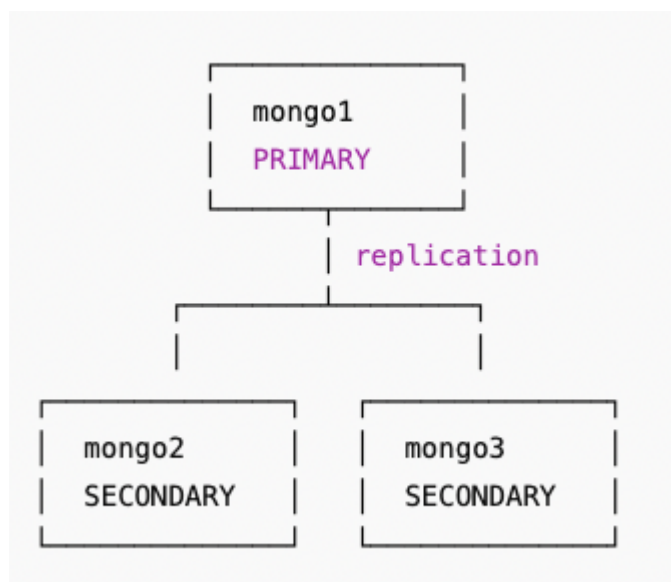 mongo1
PRIMARY
replication
mongo2
SECONDARY
mongo3
SECONDARY